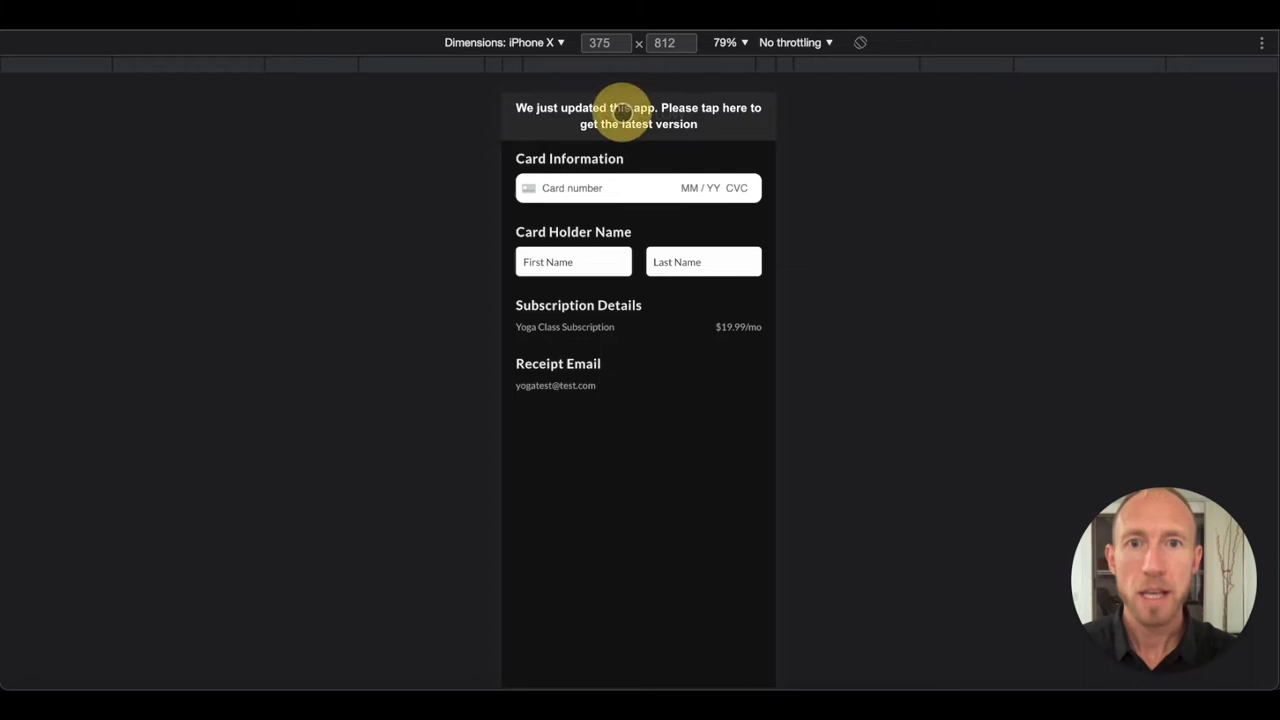 Dimensions: iPhone X 375 × 812 79% No throttling
We just updated this app. Please tap here to
get the latest version
Card Information
Card number MM / YY CVC
Card Holder Name
First Name Last Name
Subscription Details
Yoga Class Subscription $19.99/mo
Receipt Email
yogatest@test.com